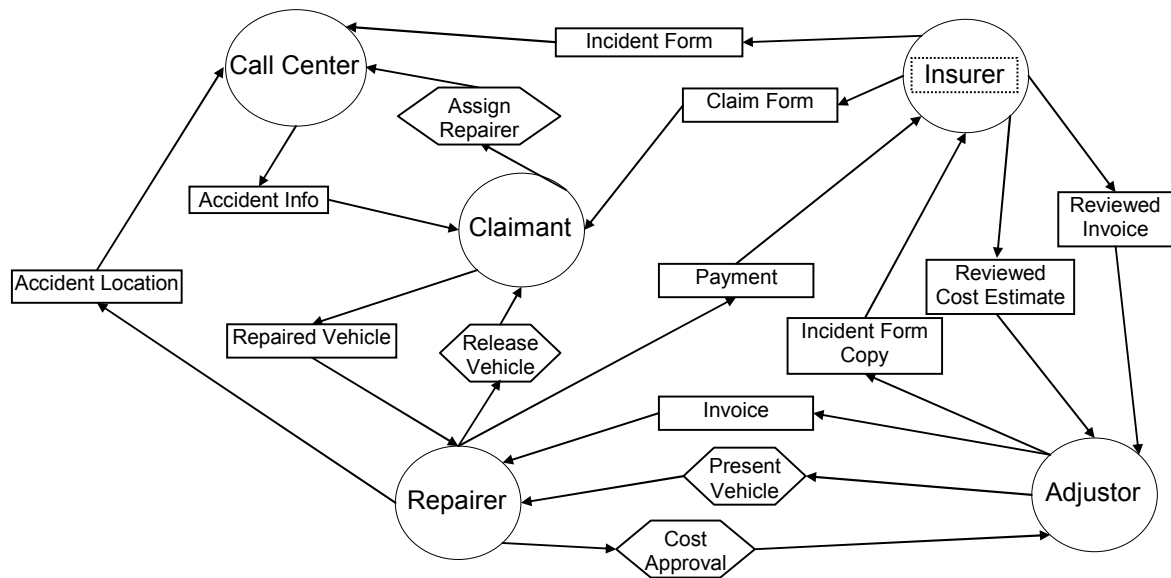 Incident Form
Call Center
Insurer
Assign
Repairer
Claim Form
Accident Info
Claimant
Reviewed
Invoice
Accident Location
Payment
Reviewed
Cost Estimate
Repaired Vehicle
Release
Vehicle
Incident Form
Copy
Invoice
Present
Vehicle
Repairer
Adjustor
Cost
Approval